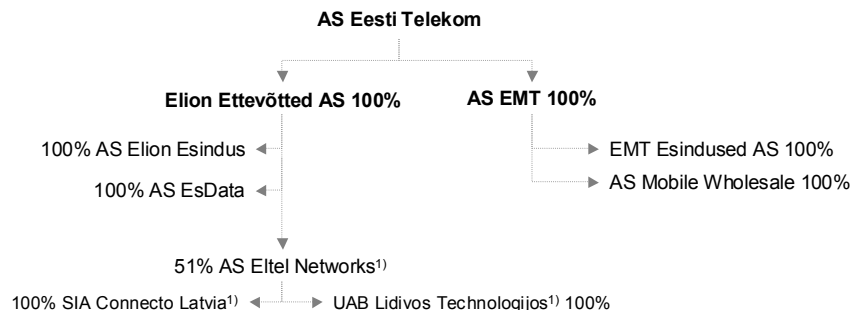 AS Eesti Telekom
Elion Ettevõtted AS 100% AS EMT 100%
100% AS Elion Esindus EMT Esindused AS 100%
100% AS EsData AS Mobile Wholesale 100%
51% AS Eltel Networks1)
100% SIA Connecto Latvia1) UAB Lidivos Technologijos1) 100%